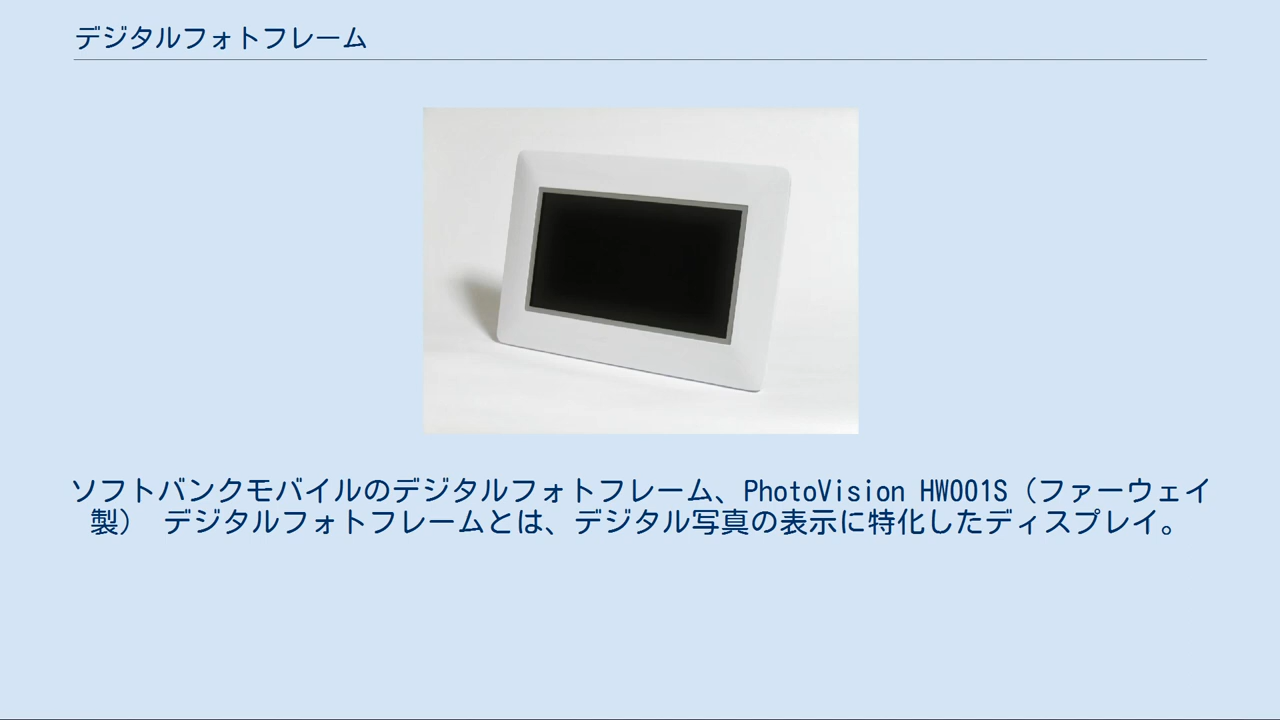 デジタルフォトフレーム
ソフトバンクモバイルのデジタルフォトフレーム、PhotoVision HW001S（ファーウェイ
製） デジタルフォトフレームとは、デジタル写真の表示に特化したディスプレイ。